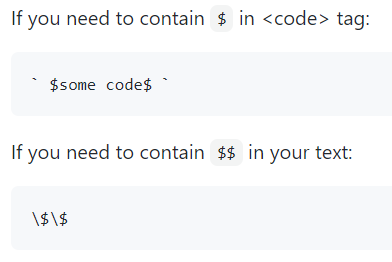 If you need to contain $ in <code> tag:
` $some code$ `
If you need to contain $$ in your text:
\$\$